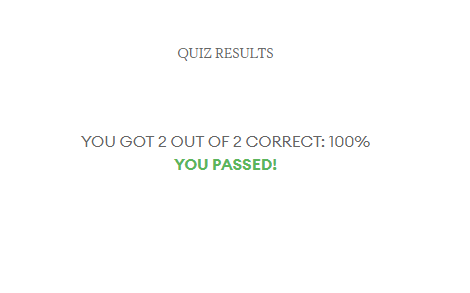 QUIZ RESULTS
YOU GOT 2 OUT OF 2 CORRECT: 100%
YOU PASSED!